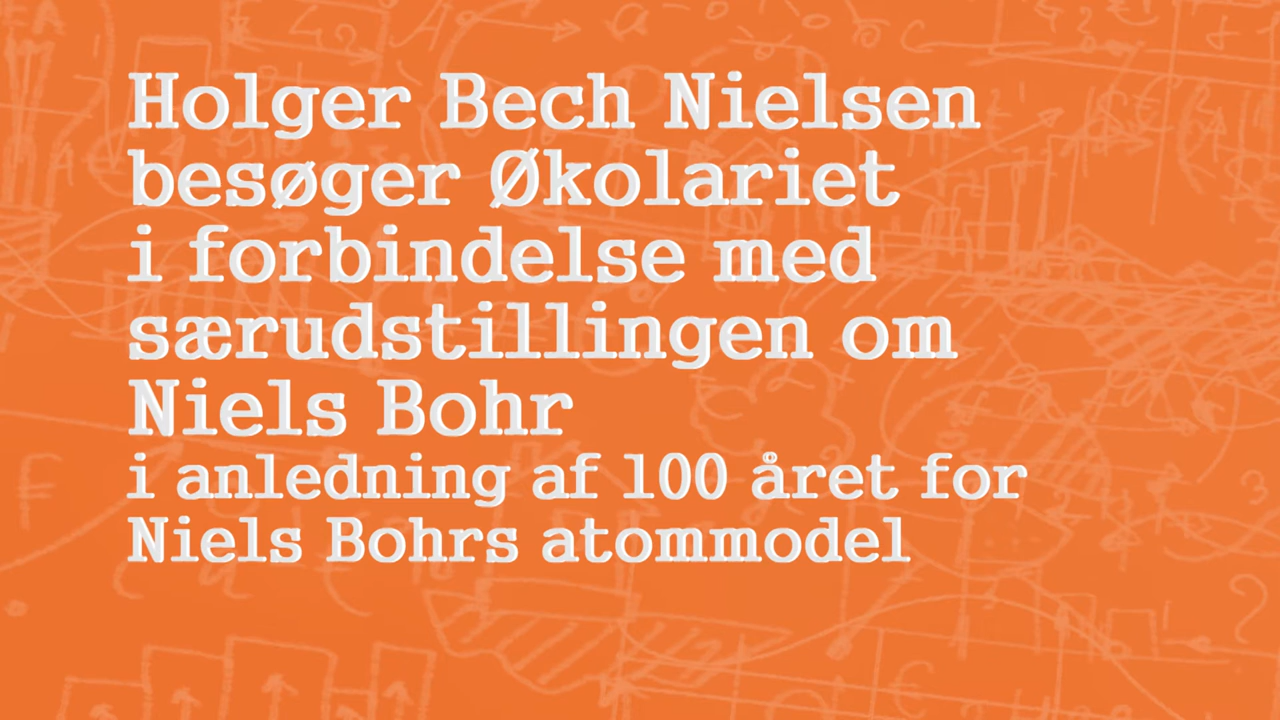 Holger Bech Nielsen
besøger Økolariet
i forbindelse med
særudstillingen om
Niels Bohr
i anledning af 100 året for
Niels Bohrs atommodel